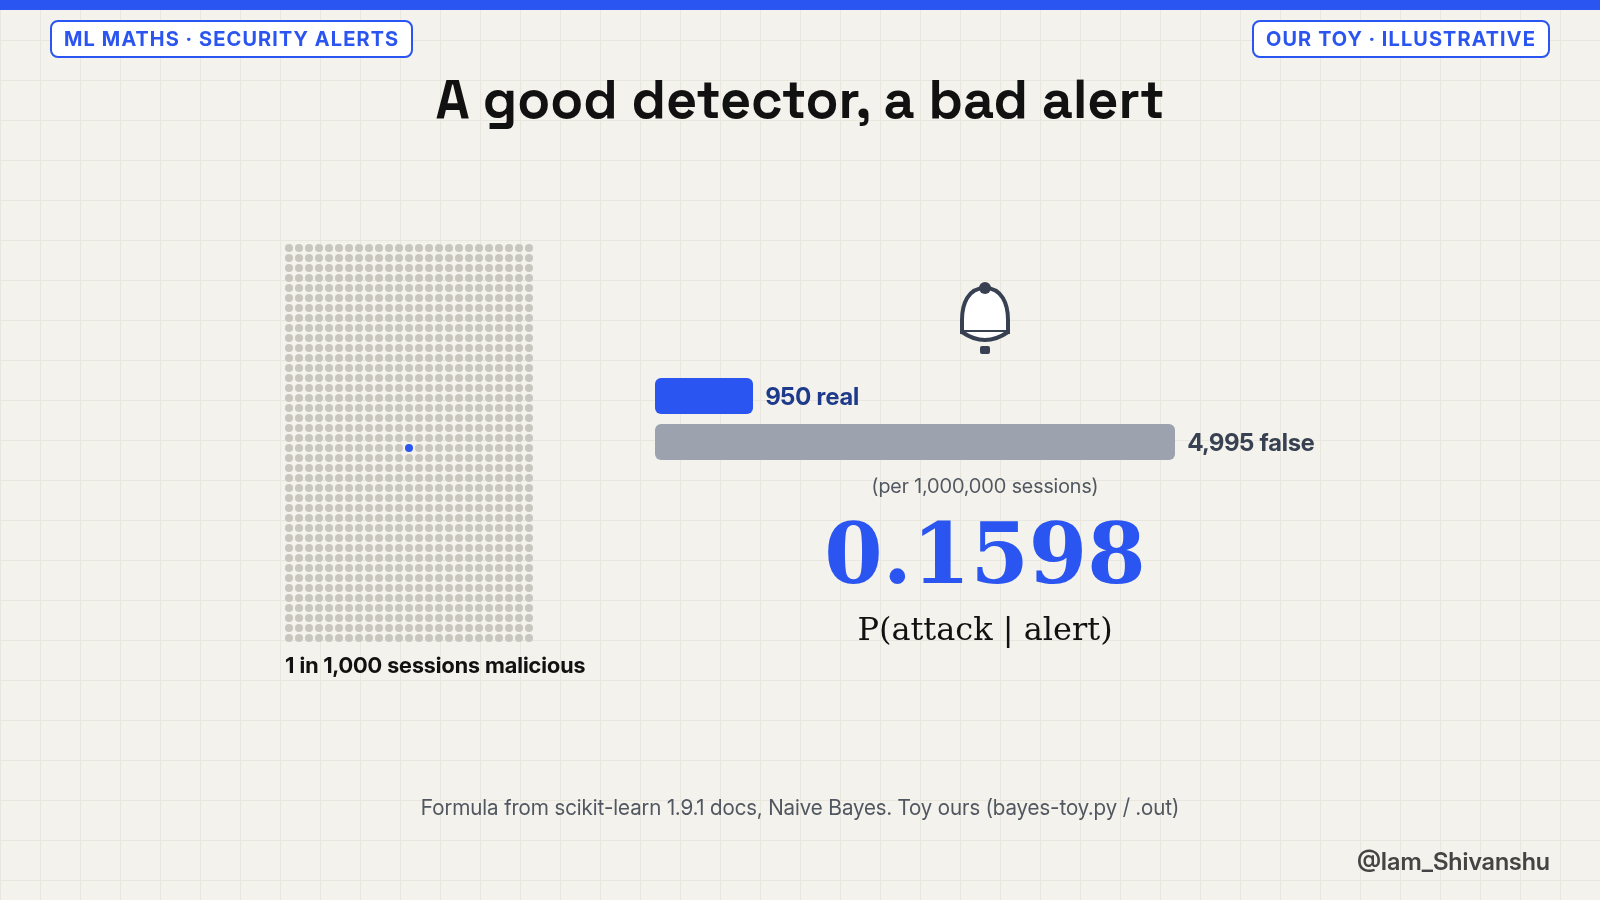 ML MATHS · SECURITY ALERTS
OUR TOY · ILLUSTRATIVE
A good detector, a bad alert
950 real
4,995 false
(per 1,000,000 sessions)
0.1598
P(attack | alert)
1 in 1,000 sessions malicious
Formula from scikit-learn 1.9.1 docs, Naive Bayes. Toy ours (bayes-toy.py / .out)
@Iam_Shivanshu